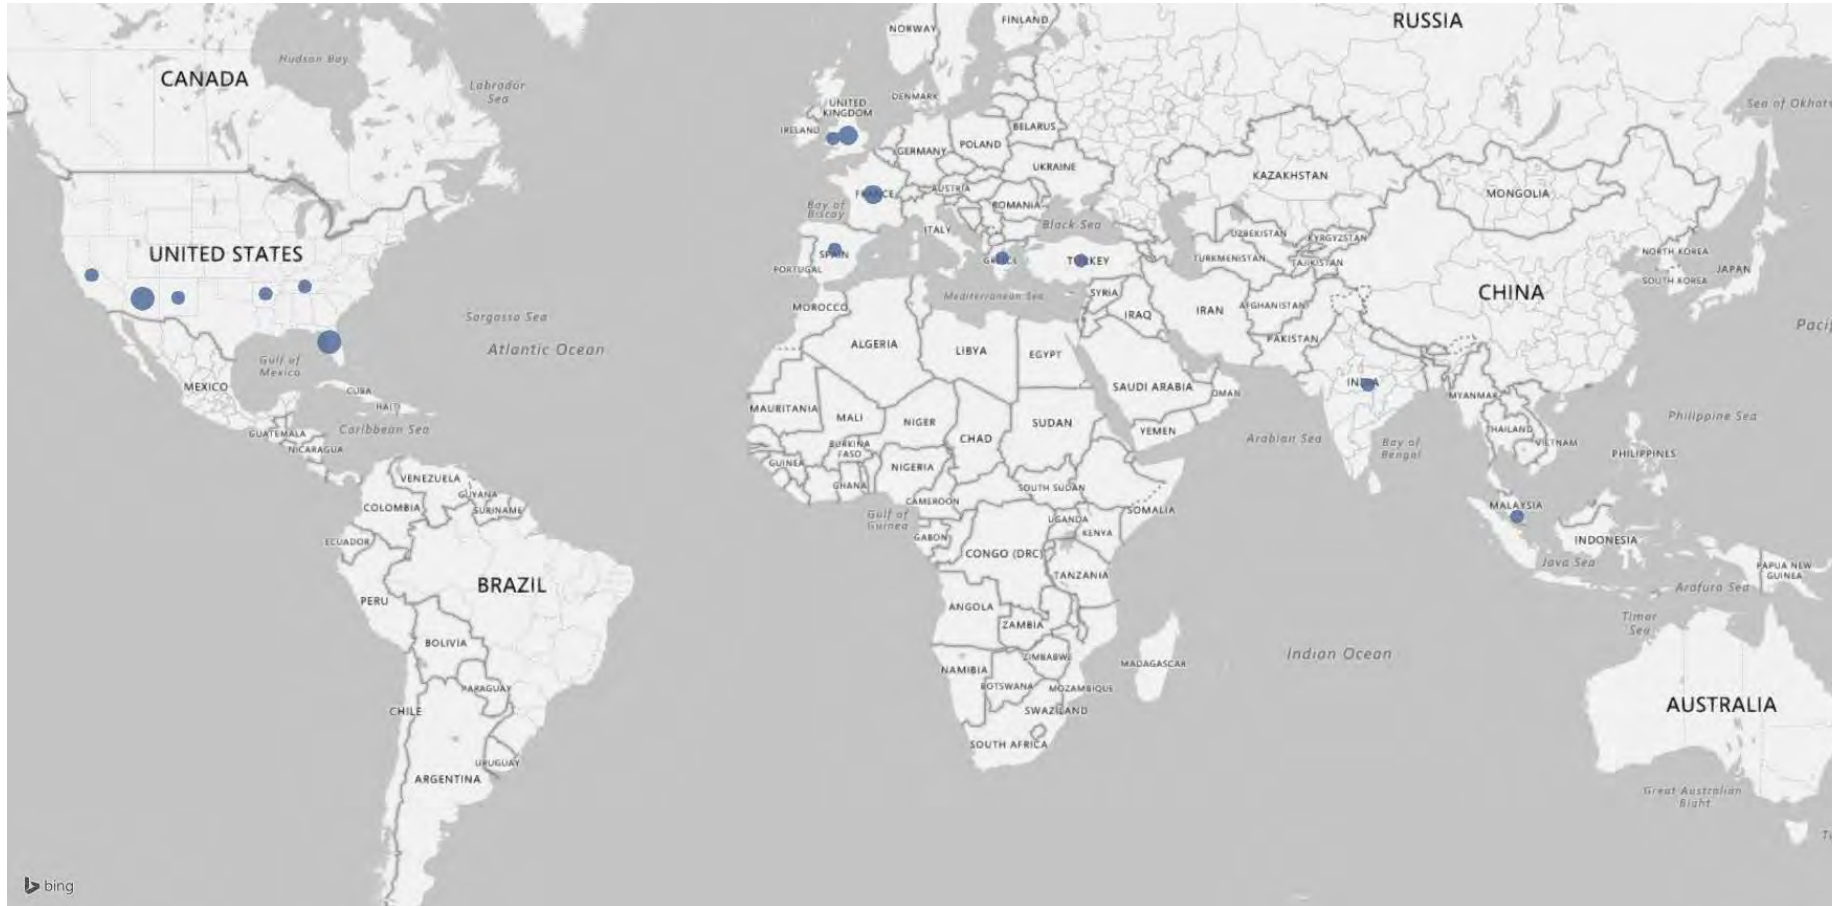 RUSSIA
FINLAND
NORWAY
Hudson Bay
CANADA
Labrador
Sea
DENMARK
UNITED
KINGDOM
IRELAND
BELARUS
POLAND
GERMANY
UKRAINE
Sea of Okhots
KAZAKHSTAN
MONGOLIA
FRANCE
AUSTRIA
ROMANIA
Bay of
Biscay
ITALY
Black Sea
UZBEKISTAN
KYRGYZSTAN
UNITED STATES
SPAIN
PORTUGAL
GREECE
TURKEY
TURKMENISTAN
TAJIKISTAN
NORTH KOREA
SOUTH KOREA
JAPAN
CHINA
Mediterranean Sea
SYRIA
IRAQ
IRAN
AFGHANISTAN
PAKISTAN
MOROCCO
Sargasso Sea
Atlantic Ocean
Pacif
ALGERIA
LIBYA
EGYPT
Gulf of
Mexico
MEXICO
CUBA
HAITI
SAUDI ARABIA
OMAN
INDIA
MYANMAR
Philippine Sea
MAURITANIA
MALI
NIGER
CHAD
SUDAN
YEMEN
Arabian Sea
Bay of
Bengal
THAILAND
VIETNAM
PHILIPPINES
GUATEMALA
Caribbean Sea
NICARAGUA
BURKINA
FASO
GUINEA
GHANA
NIGERIA
CAMEROON
SOUTH SUDAN
SOMALIA
VENEZUELA
GUYANA
SURINAME
COLOMBIA
ECUADOR
Gulf of
Guinea
GABON
UGANDA
KENYA
CONGO (DRC)
TANZANIA
MALAYSIA
INDONESIA
Java Sea
PAPUA NEW
GUINEA
Arafura Sea
Timor
Sea
BRAZIL
PERU
BOLIVIA
PARAGUAY
CHILE
URUGUAY
ARGENTINA
ANGOLA
ZAMBIA
ZIMBABWE
NAMIBIA
BOTSWANA
MOZAMBIQUE
SWAZILAND
SOUTH AFRICA
MADAGASCAR
Indian Ocean
AUSTRALIA
Great Australian
Bight
bing